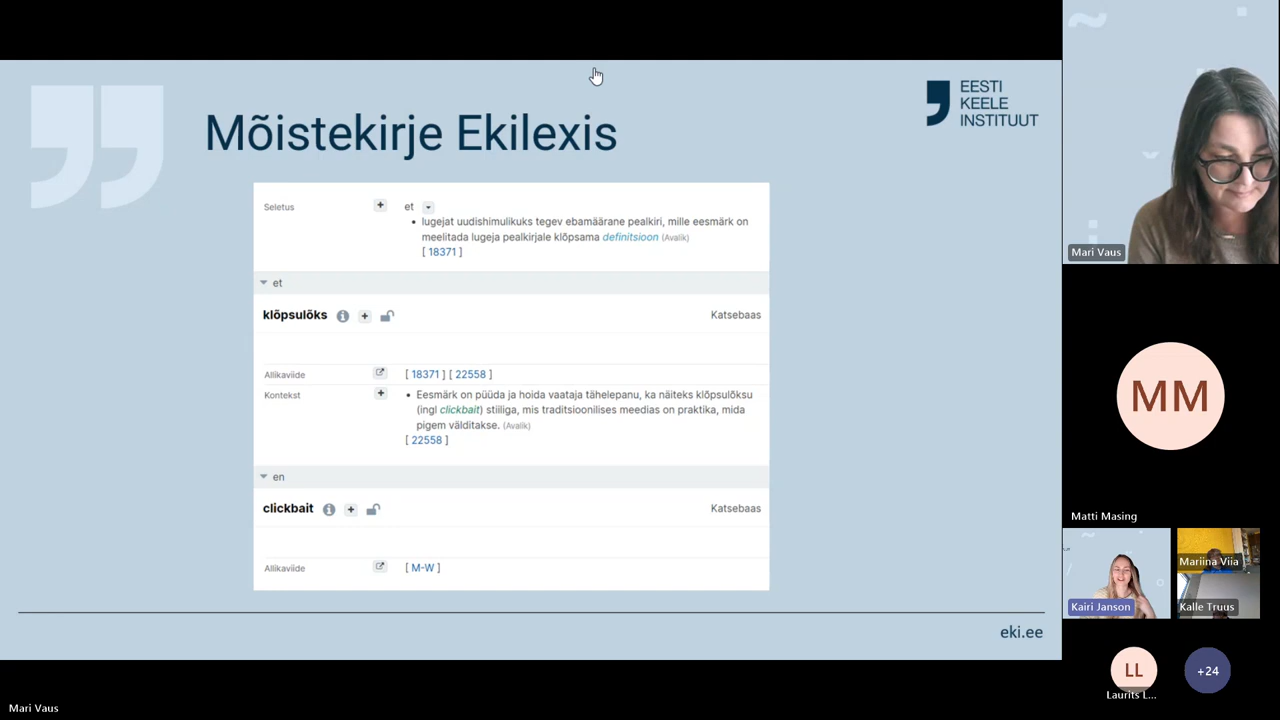 Mõistekirje Ekilexis
EESTI
KEELE
INSTITUUT
Seletus + et
• lugejat uudishimulikuks tegev ebamäärane pealkiri, mille eesmärk on
meelitada lugeja pealkirjale klõpsama definitsioon (Avalik)
[ 18371 ]
et
klõpsulõks + Katsebaas
Allikaviide [ 18371 ] [ 22558 ]
Kontekst + • Eesmärk on püüda ja hoida vaataja tähelepanu, ka näiteks klõpsulõksu
(ingl clickbait) stiiliga, mis traditsioonilises meedias on praktika, mida
pigem välditakse. (Avalik)
[ 22558 ]
en
clickbait + Katsebaas
Allikaviide [ M-W ]
eki.ee
Mari Vaus
Mari Vaus
MM
Matti Masing
Kairi Janson
Mariina Viia
Kalle Truus
LL
Laurits L...
+24